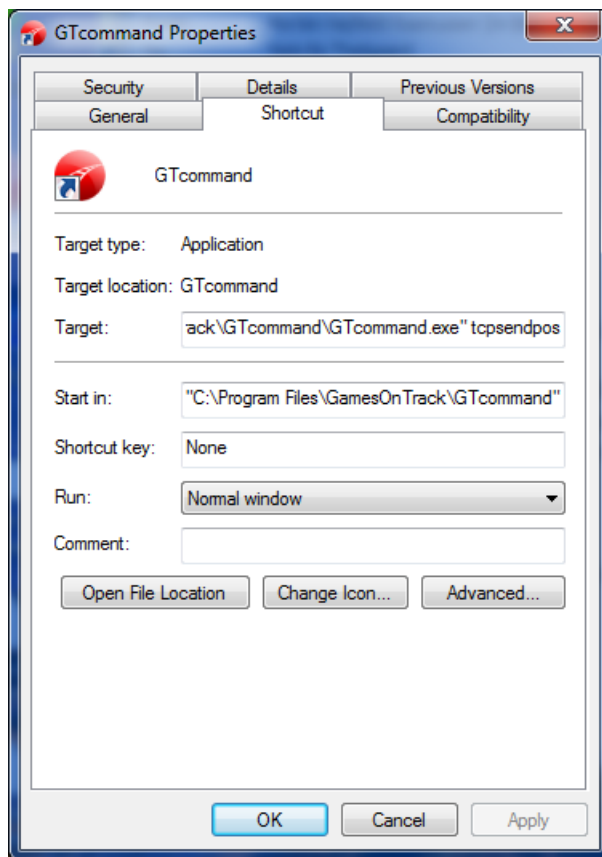 GTcommand Properties
Security Details Previous Versions
General Shortcut Compatibility
GTcommand
Target type: Application
Target location: GTcommand
Target: ack\GTcommand\GTcommand.exe" tcpsendpos
Start in: "C:\Program Files\GamesOnTrack\GTcommand"
Shortcut key: None
Run: Normal window
Comment:
Open File Location Change Icon... Advanced...
OK Cancel Apply